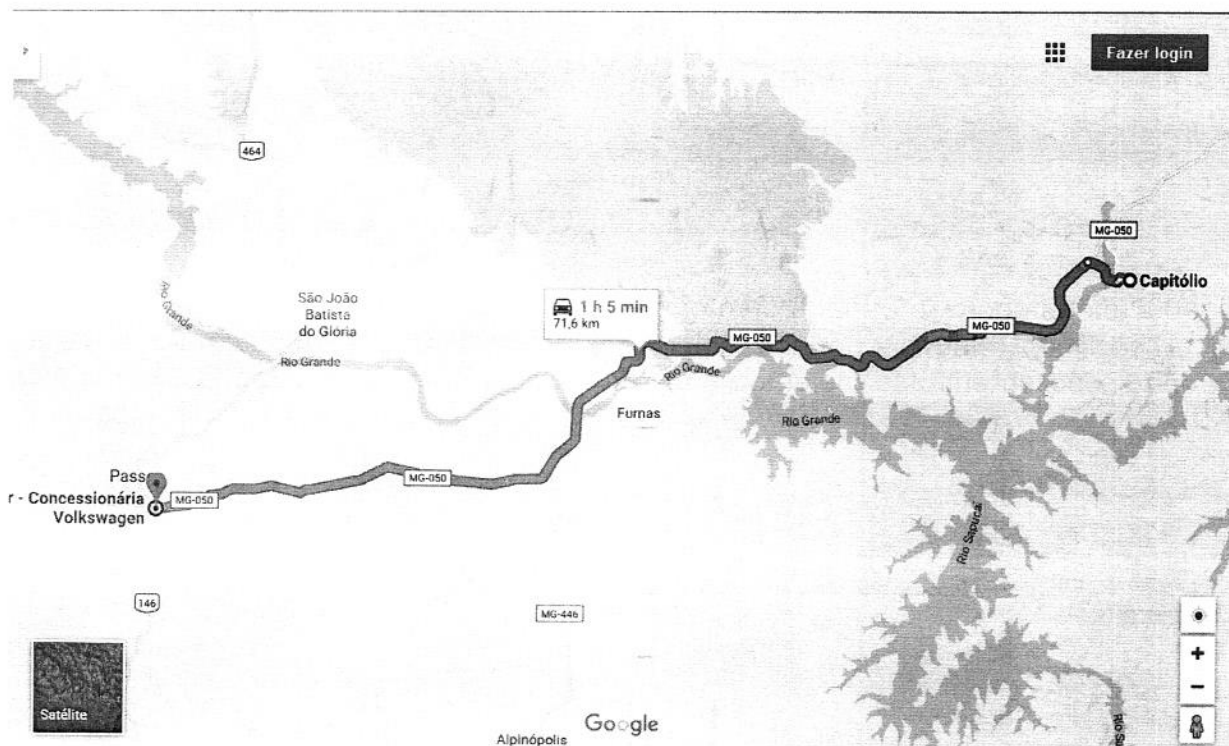 Fazer login
464
MG-050
Capitólio
São João
Batista
do Glória
1 h 5 min
71,6 km
MG-050
MG-050
Rio Grande
Rio Grande
Rio Grande
Furnas
Rio Grande
Pass
MG-050
r - Concessionária
MG-050
Volkswagen
Rio Sapucaí
146
MG-446
+
−
Satélite
Google
Alpinópolis